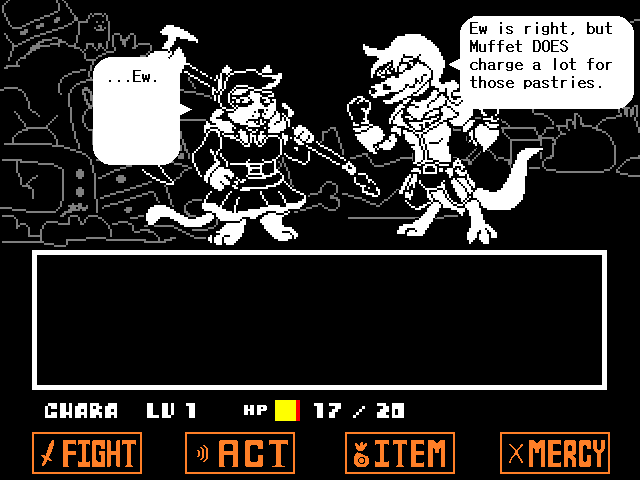 ...Ew.
Ew is right, but
Muffet DOES
charge a lot for
those pastries.
CHARA LV 1 HP 17 / 20
FIGHT ACT ITEM MERCY